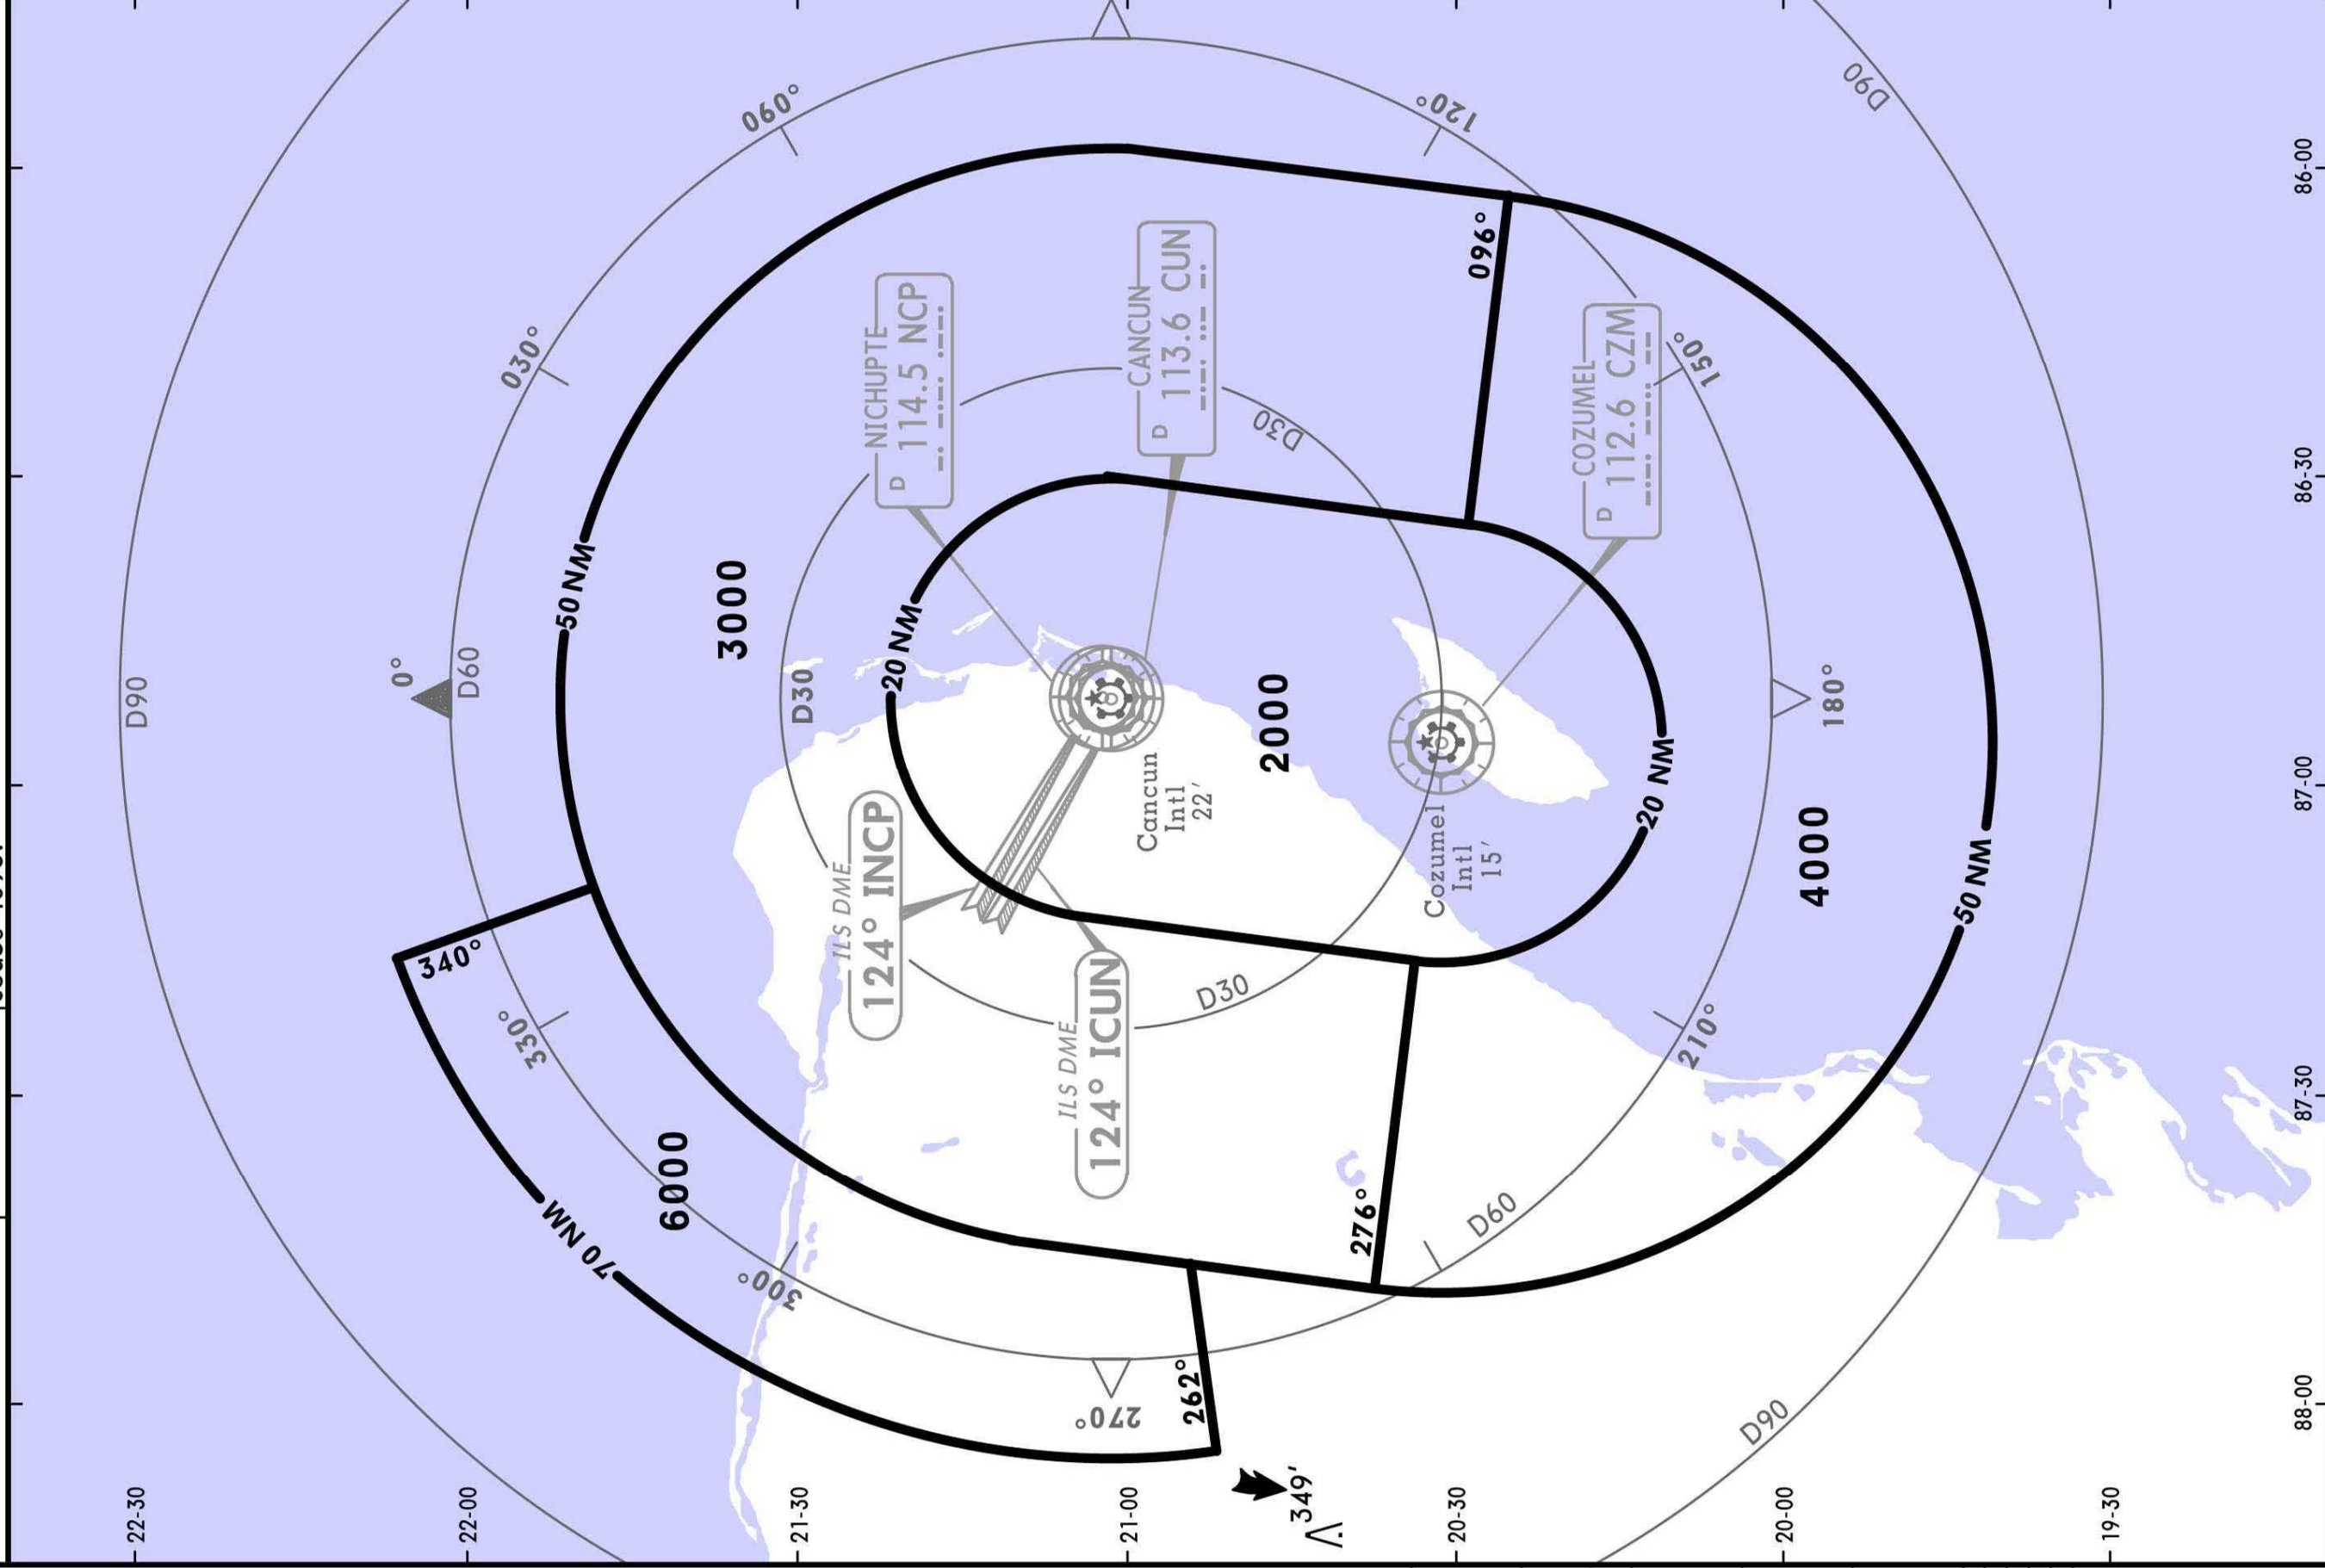 D90
0°
D60
22-30
22-00
21-30
21-00
20-30
20-00
19-30
030°
060°
120°
D90
50 NM
NICHUPTE
D 114.5 NCP
CANCUN
D 113.6 CUN
D30
096°
COZUMEL
D 112.6 CZM
150°
86-00
86-30
3000
D30
20 NM
2000
180°
Cancun
Intl
22'
Cozumel
Intl
15'
20 NM
4000
50 NM
87-00
87-30
88-00
ILS DME
124° INCP
ILS DME
124° ICUN
D30
340°
330°
6000
70 NM
300°
276°
D60
210°
262°
270°
349'
D90